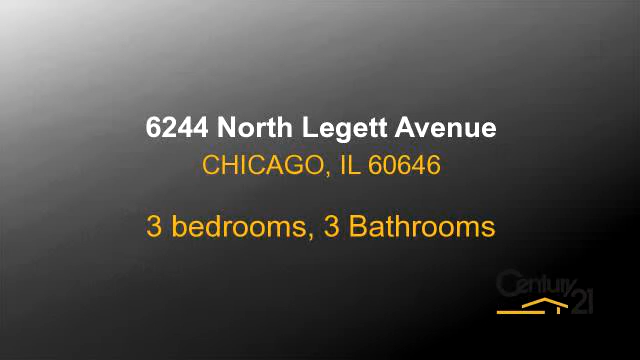 6244 North Legett Avenue
CHICAGO, IL 60646
3 bedrooms, 3 Bathrooms
Century
21